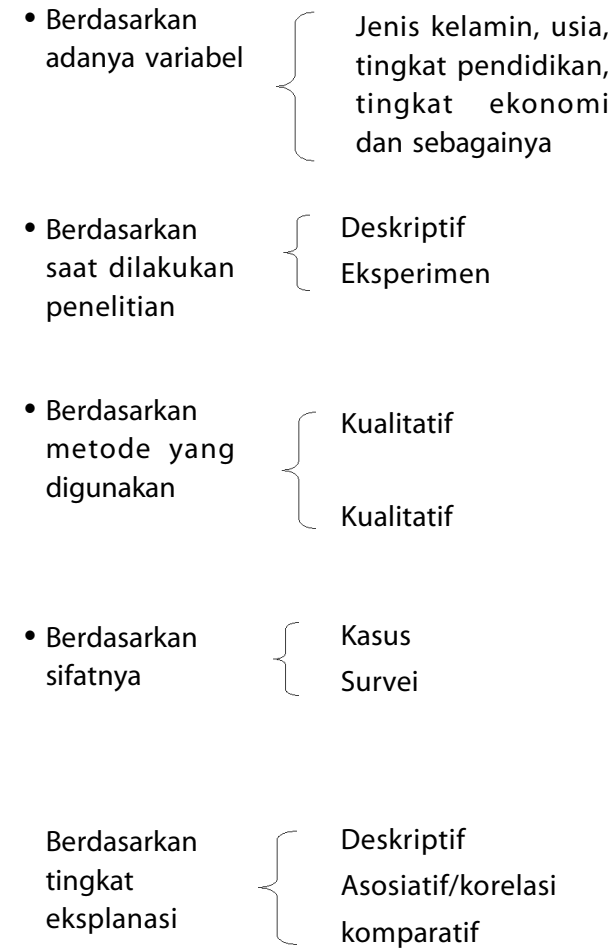 • Berdasarkan
adanya variabel
Jenis kelamin, usia,
tingkat pendidikan,
tingkat ekonomi
dan sebagainya
• Berdasarkan
saat dilakukan
penelitian
Deskriptif
Eksperimen
• Berdasarkan
metode yang
digunakan
Kualitatif
Kualitatif
• Berdasarkan
sifatnya
Kasus
Survei
Berdasarkan
tingkat
eksplanasi
Deskriptif
Asosiatif/korelasi
komparatif